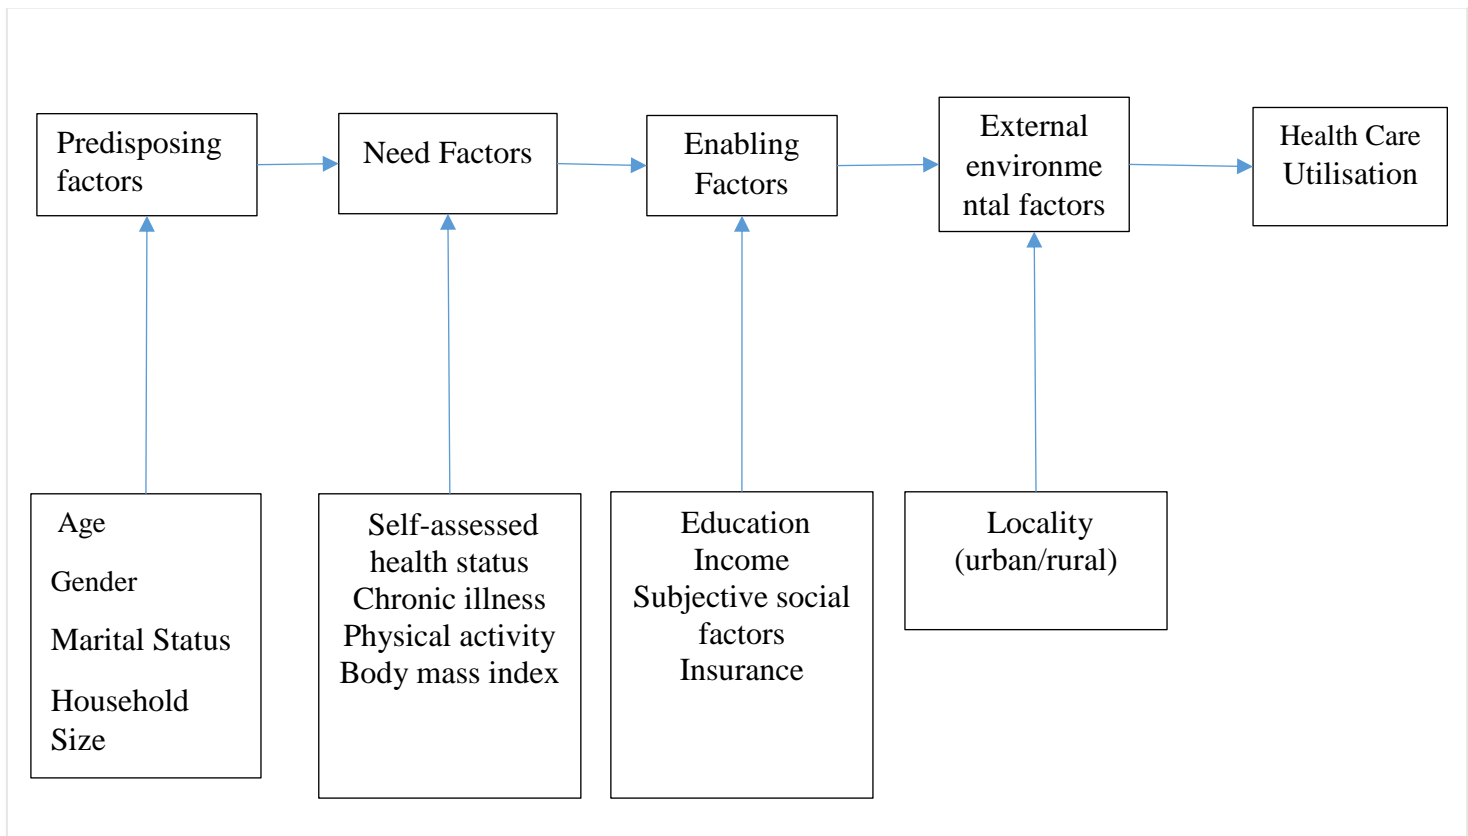 Predisposing
factors
Need Factors
Enabling
Factors
External
environme
ntal factors
Health Care
Utilisation
Age
Gender
Marital Status
Household
Size
Self-assessed
health status
Chronic illness
Physical activity
Body mass index
Education
Income
Subjective social
factors
Insurance
Locality
(urban/rural)